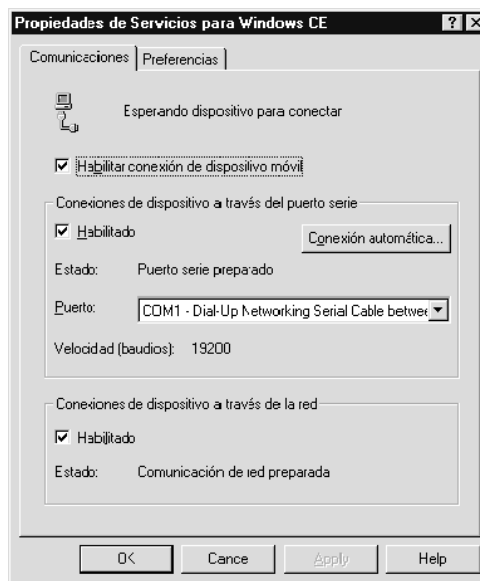 Propiedades de Servicios para Windows CE
Comunicaciones Preferencias
Esperando dispositivo para conectar
Habilitar conexión de dispositivo móvil
Conexiones de dispositivo a través del puerto serie
Habilitado Conexión automática...
Estado: Puerto serie preparado
Puerto: COM1 - Dial-Up Networking Serial Cable betwee
Velocidad (baudios): 19200
Conexiones de dispositivo a través de la red
Habilitado
Estado: Comunicación de red preparada
OK Cance Apply Help